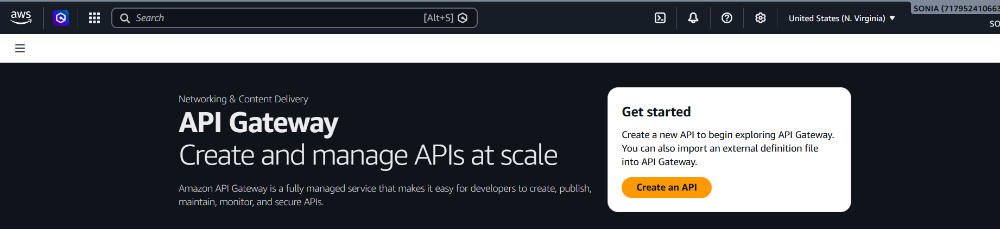 aws
Search [Alt+S]
United States (N. Virginia)
SONIA (717952410663
SO
Networking & Content Delivery
API Gateway
Create and manage APIs at scale
Amazon API Gateway is a fully managed service that makes it easy for developers to create, publish,
maintain, monitor, and secure APIs.
Get started
Create a new API to begin exploring API Gateway.
You can also import an external definition file
into API Gateway.
Create an API